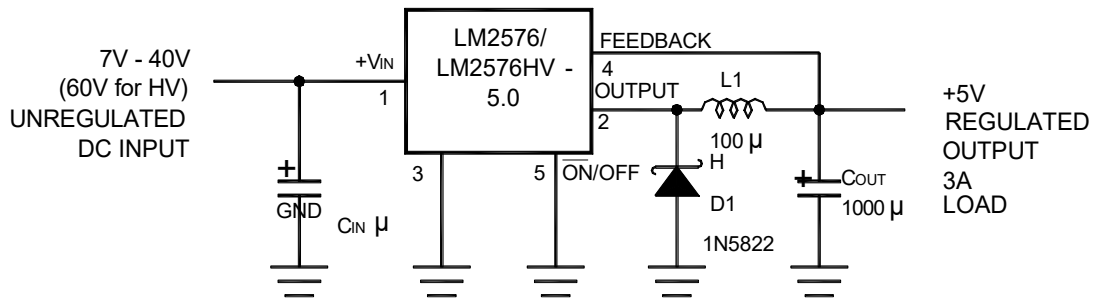 7V - 40V
(60V for HV)
UNREGULATED
DC INPUT
+VIN
1
LM2576/
LM2576HV -
5.0
FEEDBACK
4
OUTPUT
2
L1
100 µ
H
+5V
REGULATED
OUTPUT
3A
LOAD
3
5
ON/OFF
+
GND
CIN µ
D1
1N5822
+
COUT
1000 µ